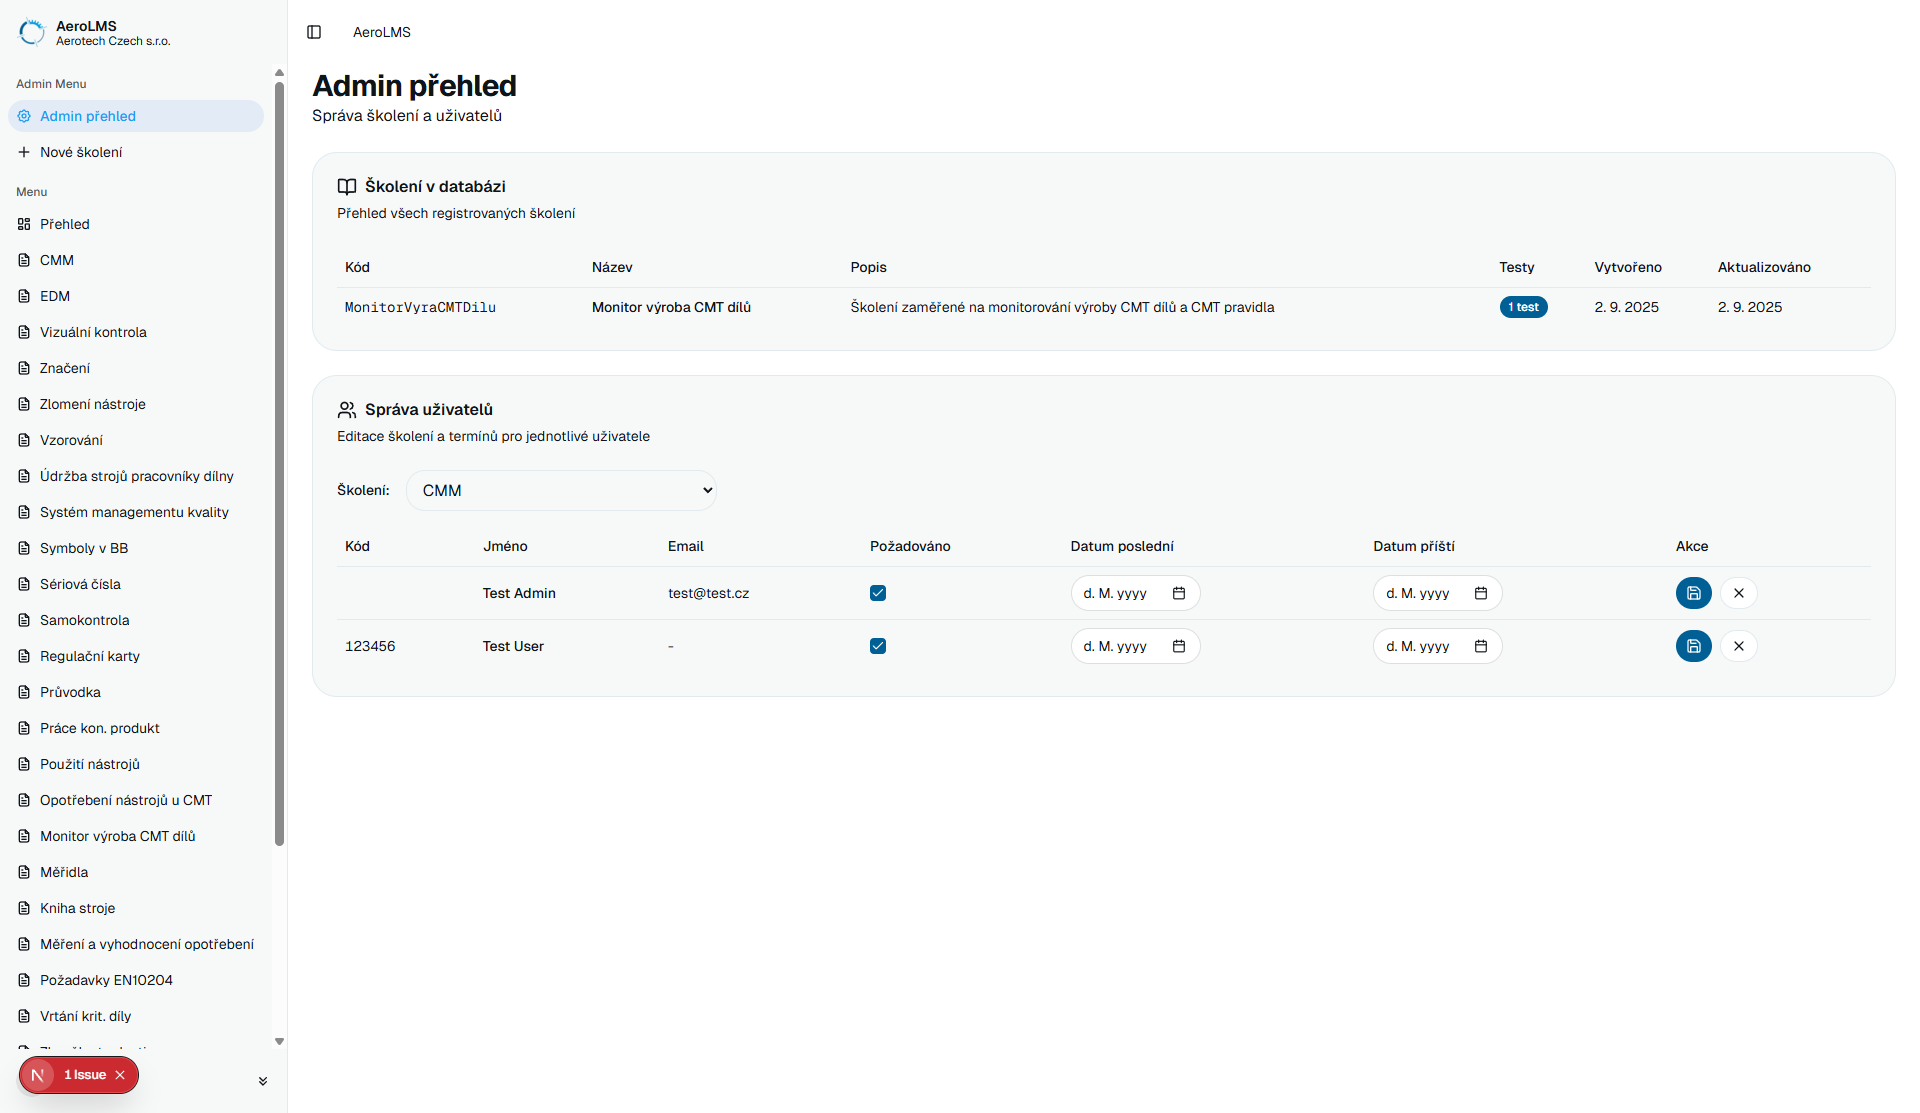 AeroLMS
Aerotech Czech s.r.o.
Admin Menu
Admin přehled
Nové školení
Menu
Přehled
CMM
EDM
Vizuální kontrola
Značení
Zlomení nástroje
Vzorování
Údržba strojů pracovníky dílny
Systém managementu kvality
Symboly v BB
Sériová čísla
Samokontrola
Regulační karty
Průvodka
Práce kon. produkt
Použití nástrojů
Opotřebení nástrojů u CMT
Monitor výroba CMT dílů
Měřidla
Kniha stroje
Měření a vyhodnocení opotřebení
Požadavky EN10204
Vrtání krit. díly
N 1 Issue
AeroLMS
Admin přehled
Správa školení a uživatelů
Školení v databázi
Přehled všech registrovaných školení
Kód Název Popis Testy Vytvořeno Aktualizováno
MonitorVyraCMTDilu Monitor výroba CMT dílů Školení zaměřené na monitorování výroby CMT dílů a CMT pravidla 1 test 2. 9. 2025 2. 9. 2025
Správa uživatelů
Editace školení a termínů pro jednotlivé uživatele
Školení: CMM
Kód Jméno Email Požadováno Datum poslední Datum příští Akce
Test Admin test@test.cz d. M. yyyy d. M. yyyy
123456 Test User - d. M. yyyy d. M. yyyy